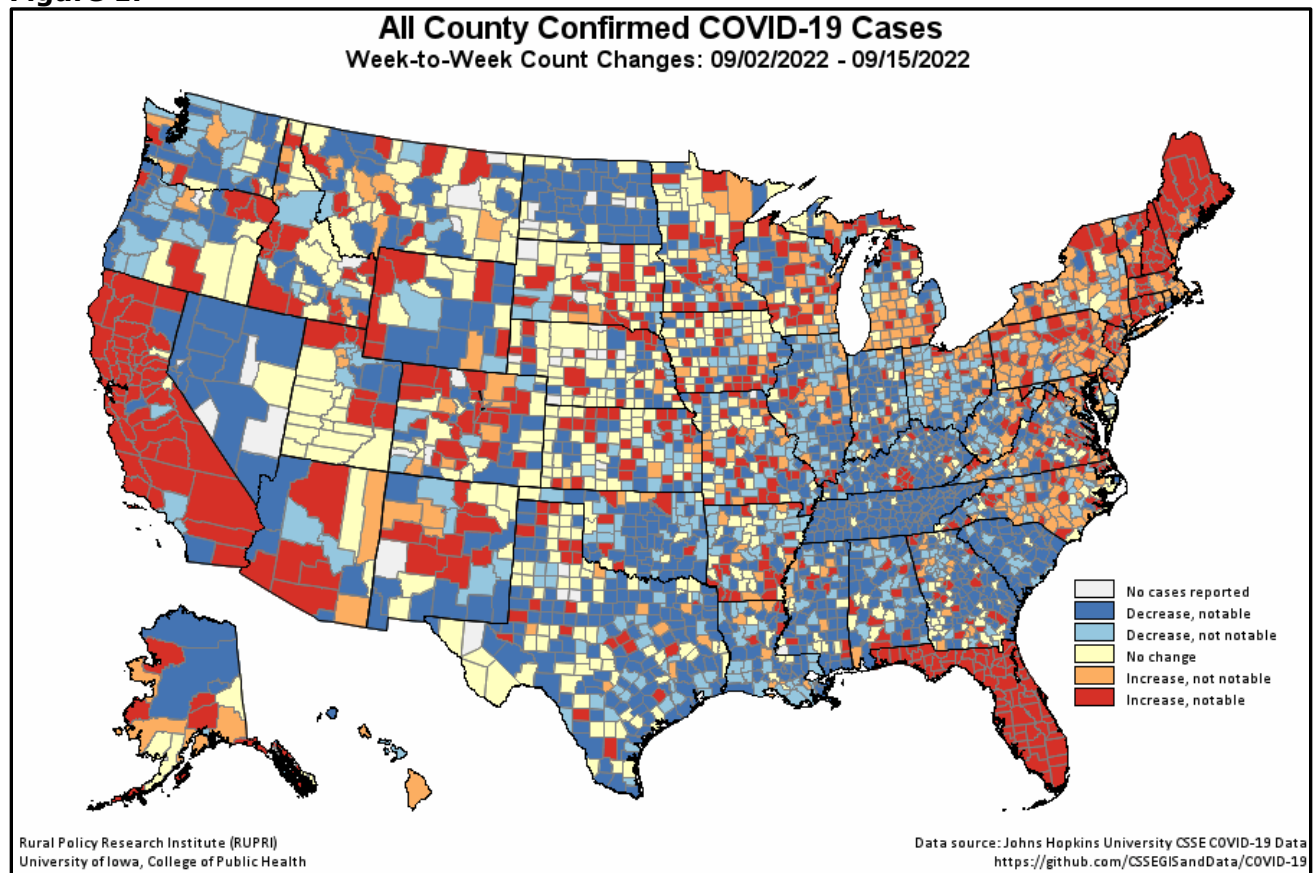 All County Confirmed COVID-19 Cases
Week-to-Week Count Changes: 09/02/2022 - 09/15/2022
No cases reported
Decrease, notable
Decrease, not notable
No change
Increase, not notable
Increase, notable
Rural Policy Research Institute (RUPRI)
University of Iowa, College of Public Health
Data source: Johns Hopkins University CSSE COVID-19 Data
https://github.com/CSSEGISandData/COVID-19